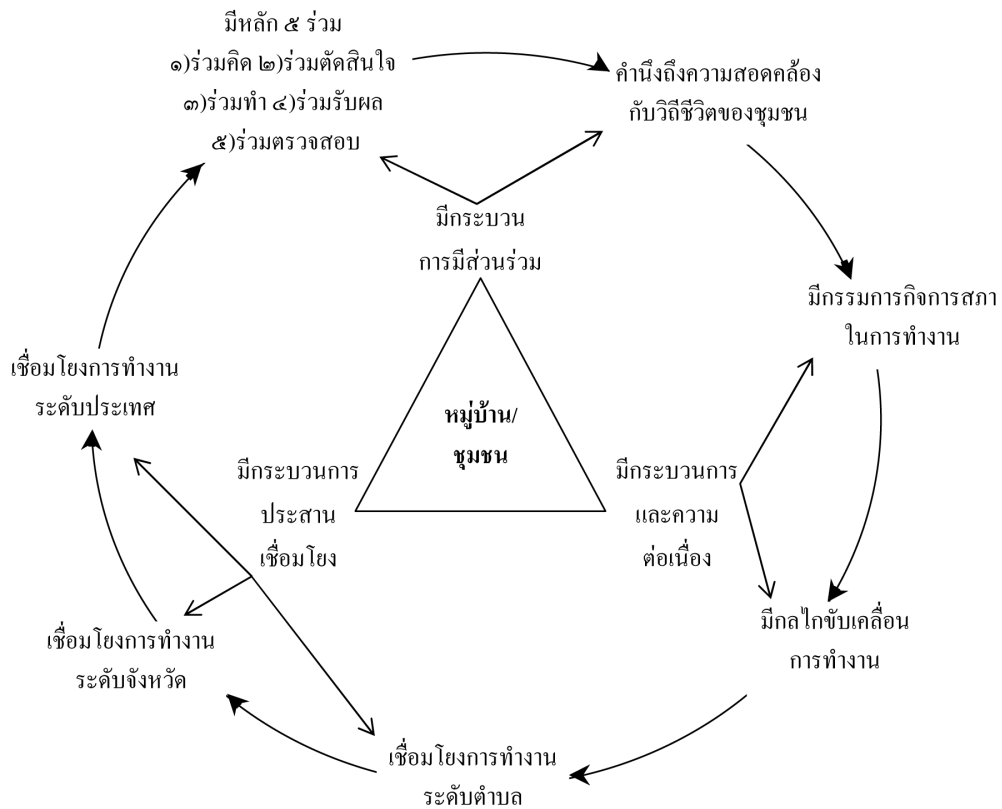 มีหลัก ๕ ร่วม
๑)ร่วมคิด ๒)ร่วมตัดสินใจ
๓)ร่วมทำ ๔)ร่วมรับผล
๕)ร่วมตรวจสอบ
คำนึงถึงความสอดคล้อง
กับวิถีชีวิตของชุมชน
มีกระบวน
การมีส่วนร่วม
มีกรรมการกิจการสภา
ในการทำงาน
เชื่อมโยงการทำงาน
ระดับประเทศ
หมู่บ้าน/
ชุมชน
มีกระบวนการ
ประสาน
เชื่อมโยง
มีกระบวนการ
และความ
ต่อเนื่อง
มีกลไกขับเคลื่อน
การทำงาน
เชื่อมโยงการทำงาน
ระดับจังหวัด
เชื่อมโยงการทำงาน
ระดับตำบล